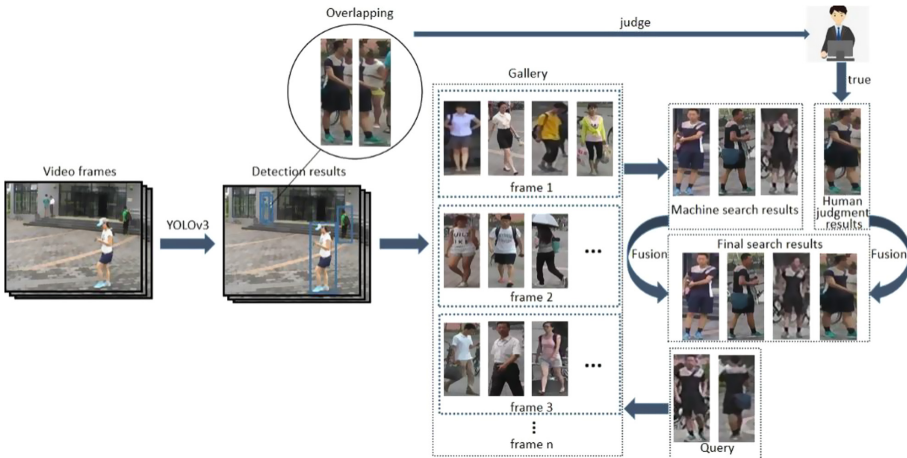 Overlapping
judge
Gallery
true
Video frames
Detection results
frame 1
Machine search results
Human
judgment
results
YOLOv3
Fusion
Final search results
Fusion
frame 2
frame 3
frame n
Query